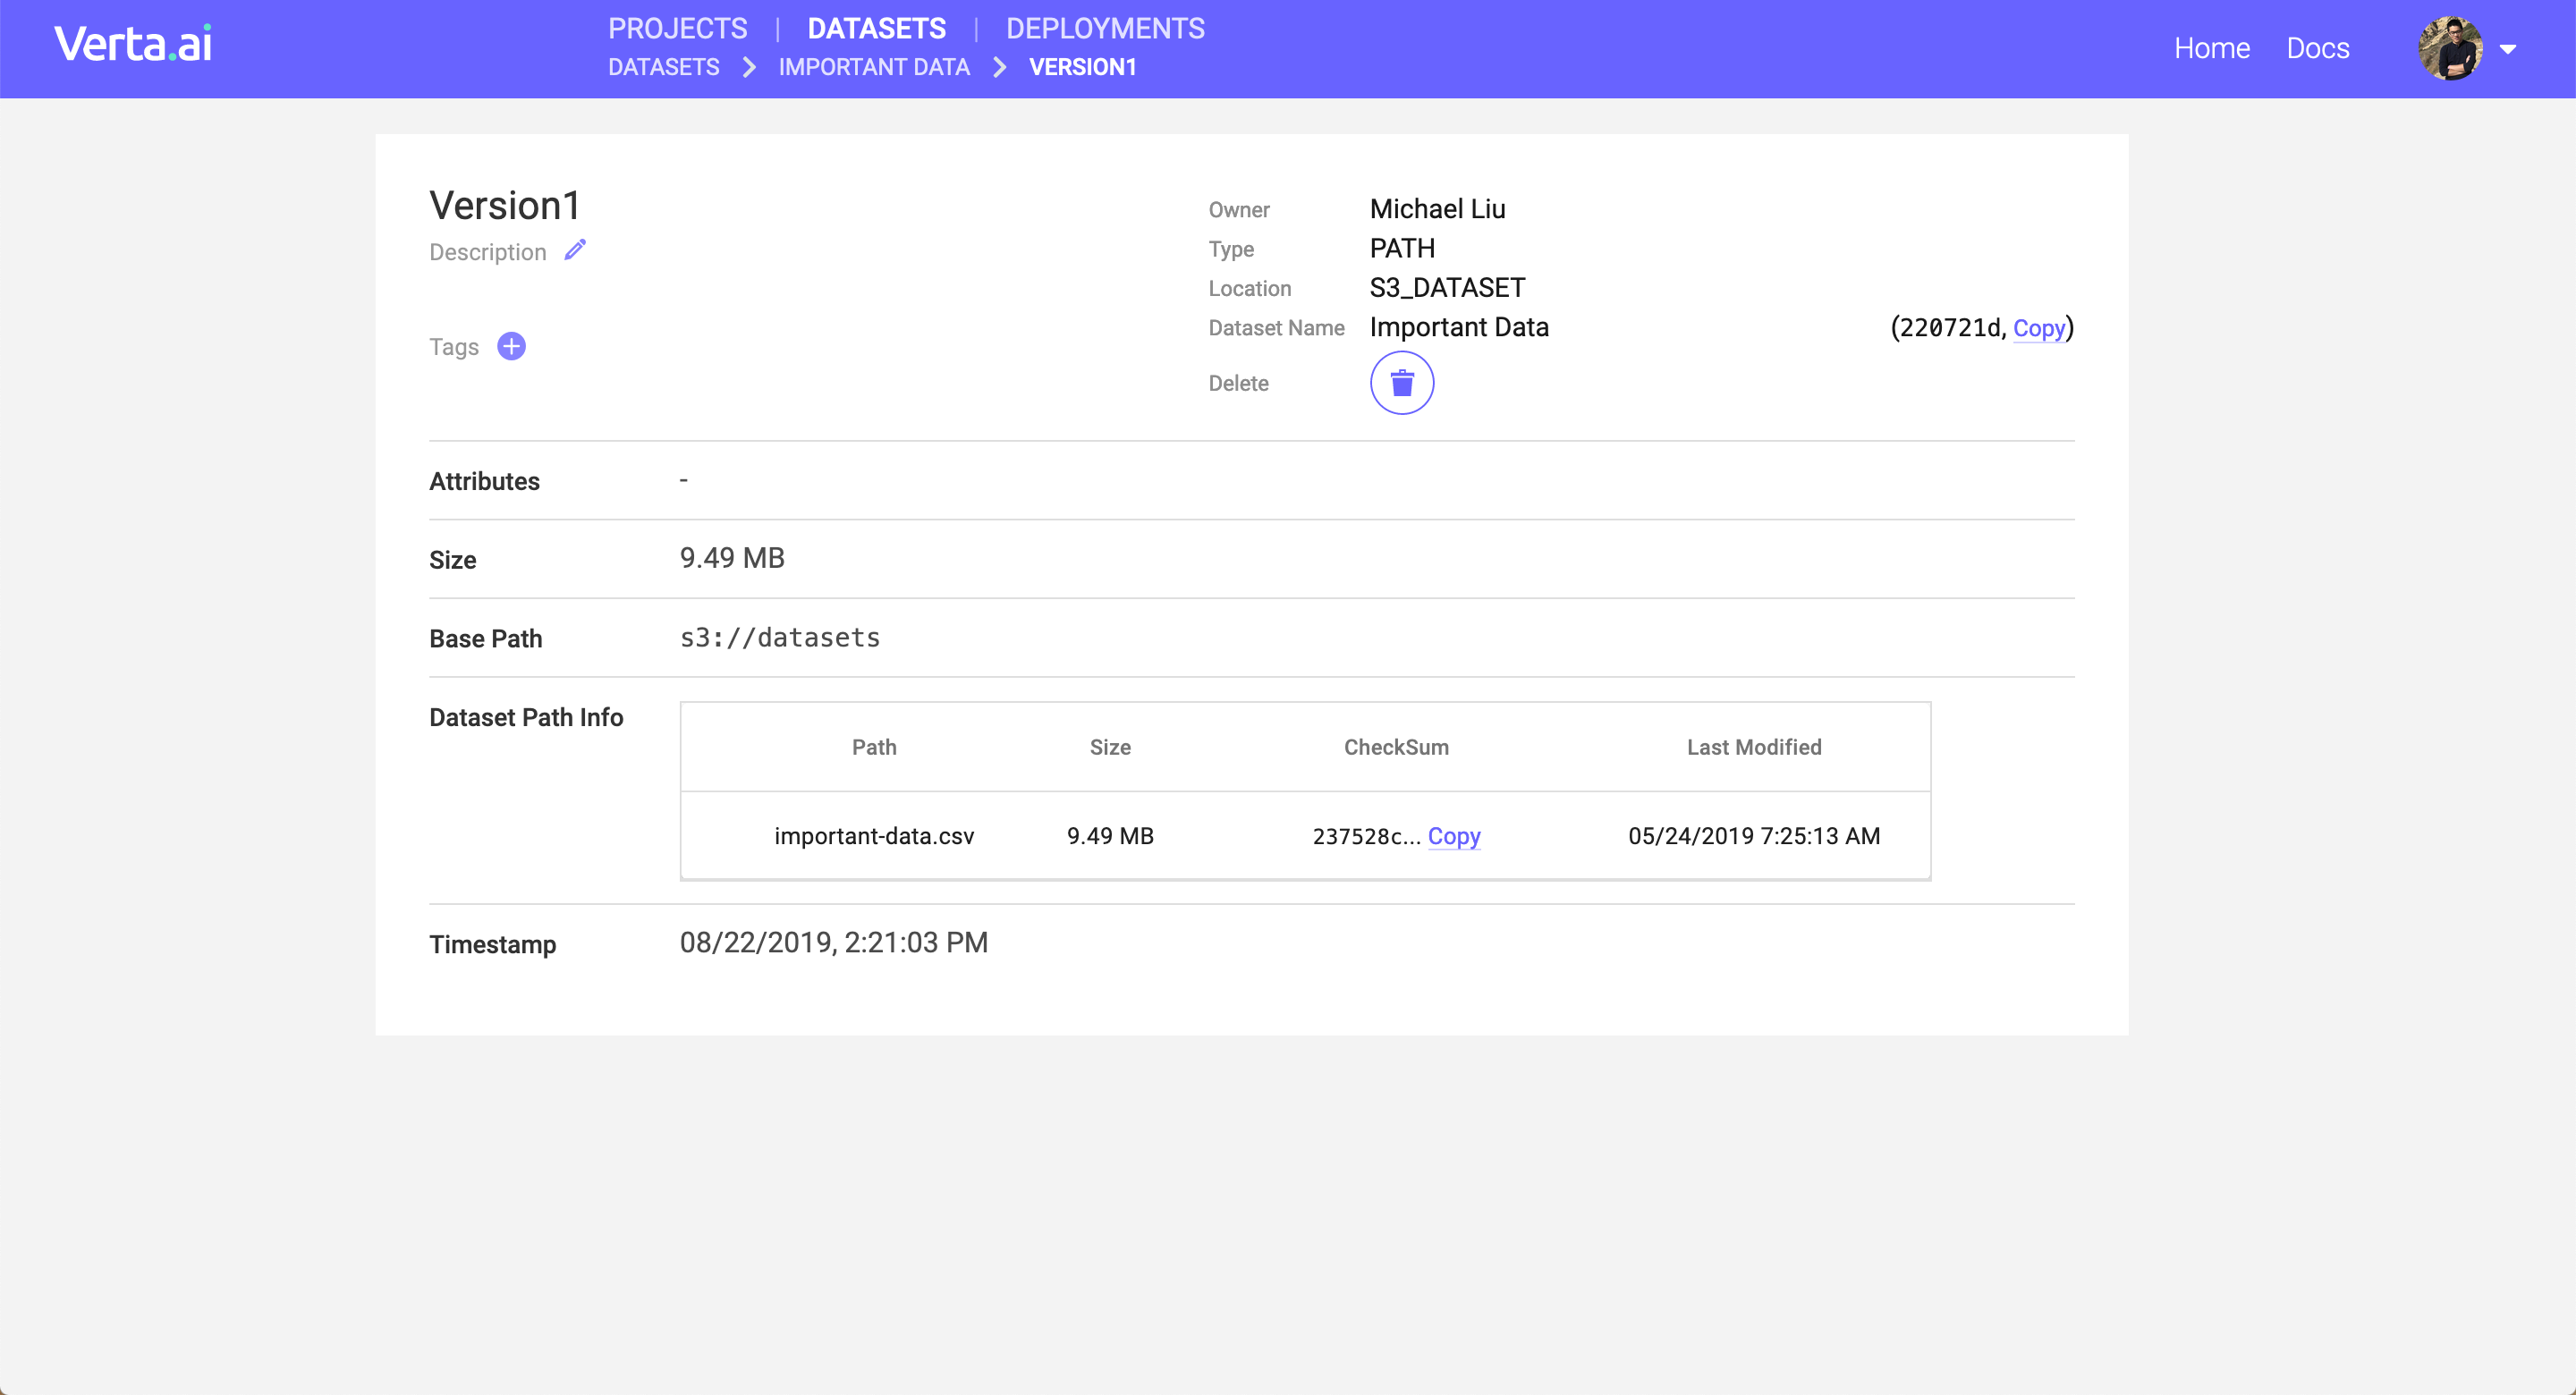 Verta.ai
PROJECTS | DATASETS | DEPLOYMENTS
DATASETS > IMPORTANT DATA > VERSION1
Home Docs
Version1
Description
Tags
Owner Michael Liu
Type PATH
Location S3_DATASET
Dataset Name Important Data (220721d, Copy)
Delete
Attributes -
Size 9.49 MB
Base Path s3://datasets
Dataset Path Info
Path Size CheckSum Last Modified
important-data.csv 9.49 MB 237528c... Copy 05/24/2019 7:25:13 AM
Timestamp 08/22/2019, 2:21:03 PM